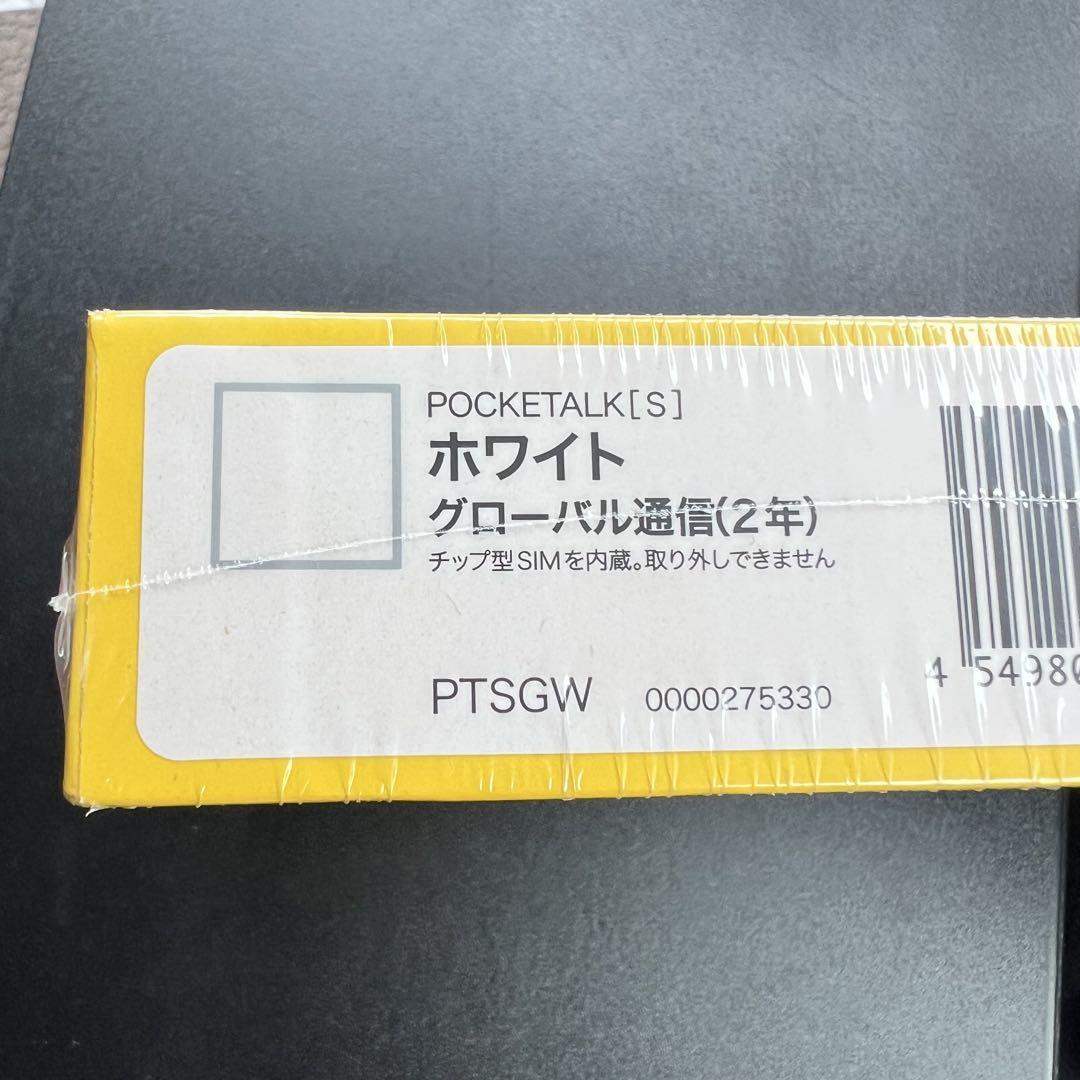 POCKETALK[S]
ホワイト
グローバル通信(2年)
チップ型SIMを内蔵。取り外しできません
PTSGW 0000275330
4 54980